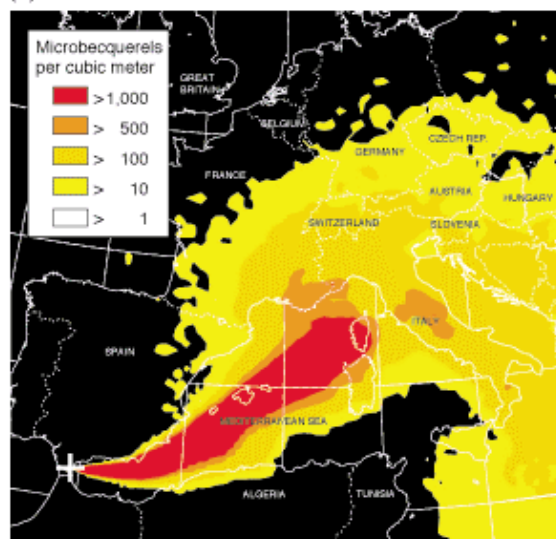 Microbecquerels
per cubic meter
>1,000
> 500
> 100
> 10
> 1
GREAT
BRITAIN
BELGIUM
GERMANY
CZECH REP.
FRANCE
AUSTRIA
HUNGARY
SWITZERLAND
SLOVENIA
ITALY
SPAIN
MEDITERRANEAN SEA
ALGERIA
TUNISIA